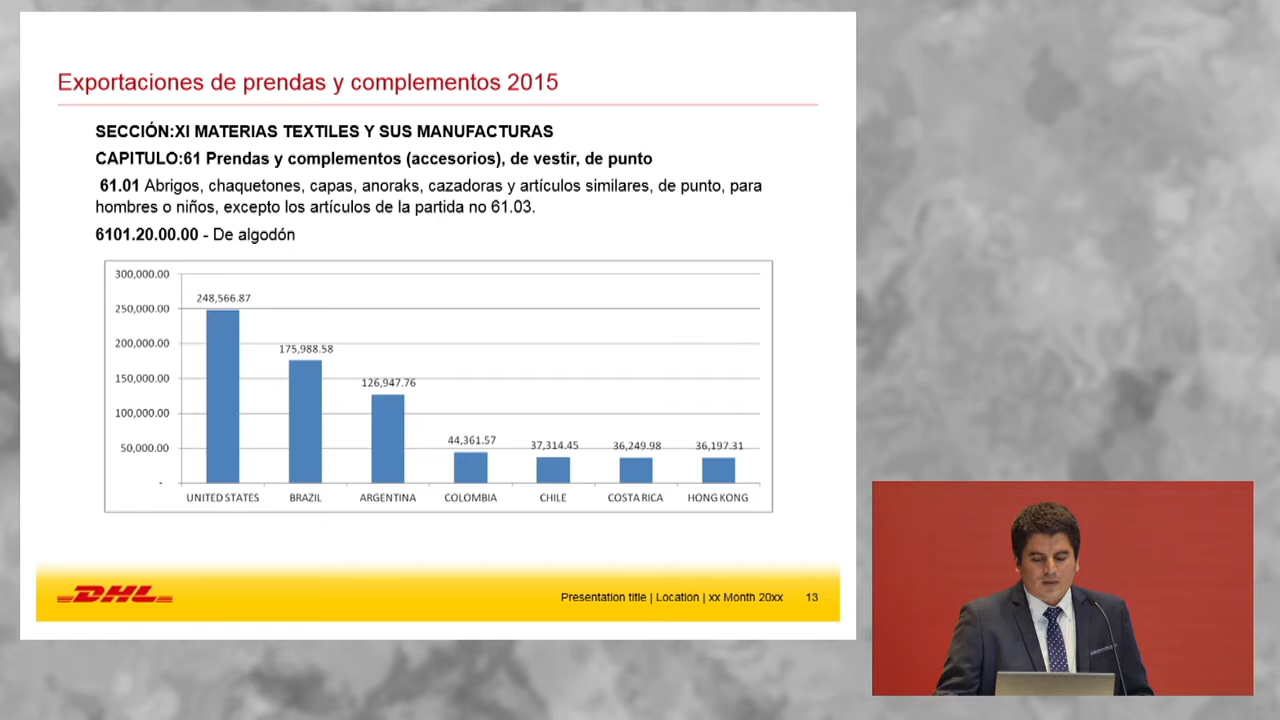 Exportaciones de prendas y complementos 2015
SECCIÓN:XI MATERIAS TEXTILES Y SUS MANUFACTURAS
CAPITULO:61 Prendas y complementos (accesorios), de vestir, de punto
61.01 Abrigos, chaquetones, capas, anoraks, cazadoras y artículos similares, de punto, para
hombres o niños, excepto los artículos de la partida no 61.03.
6101.20.00.00 - De algodón
300,000.00
250,000.00
200,000.00
150,000.00
100,000.00
50,000.00
-
248,566.87
175,988.58
126,947.76
44,361.57
37,314.45
36,249.98
36,197.31
UNITED STATES
BRAZIL
ARGENTINA
COLOMBIA
CHILE
COSTA RICA
HONG KONG
DHL
Presentation title | Location | xx Month 20xx 13